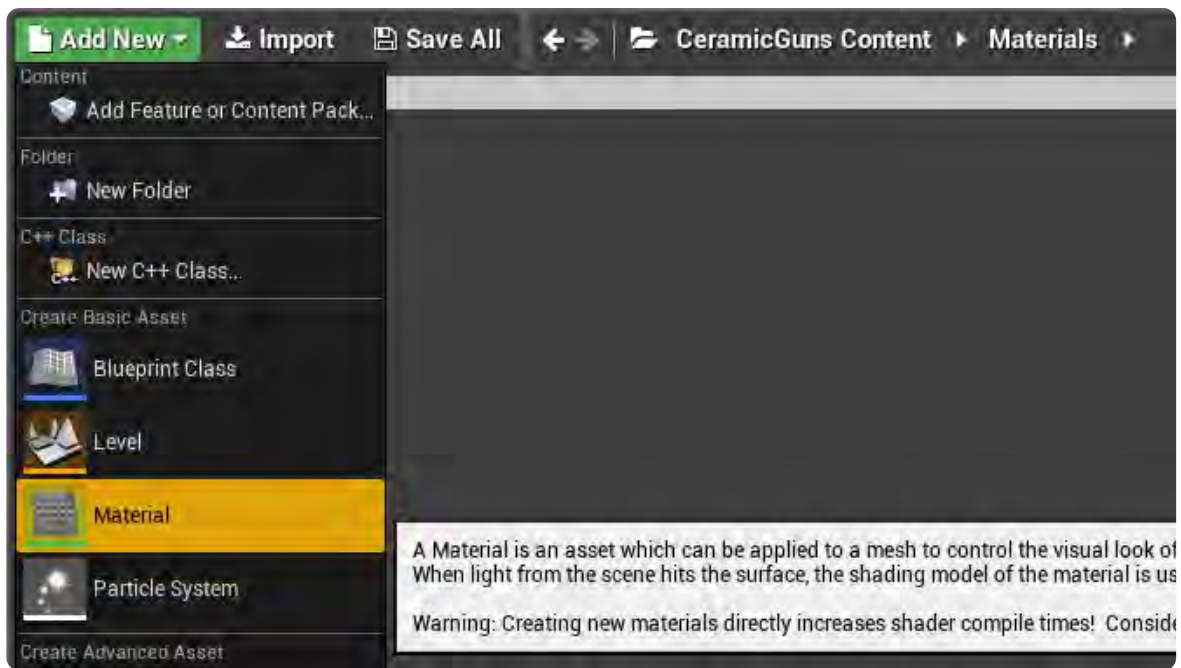 Add New Import Save All CeramicGuns Content Materials
Content
Add Feature or Content Pack...
Folder
New Folder
C++ Class
C++ New C++ Class...
Create Basic Asset
Blueprint Class
Level
Material
A Material is an asset which can be applied to a mesh to control the visual look of
When light from the scene hits the surface, the shading model of the material is us
Particle System
Warning: Creating new materials directly increases shader compile times! Conside
Create Advanced Asset